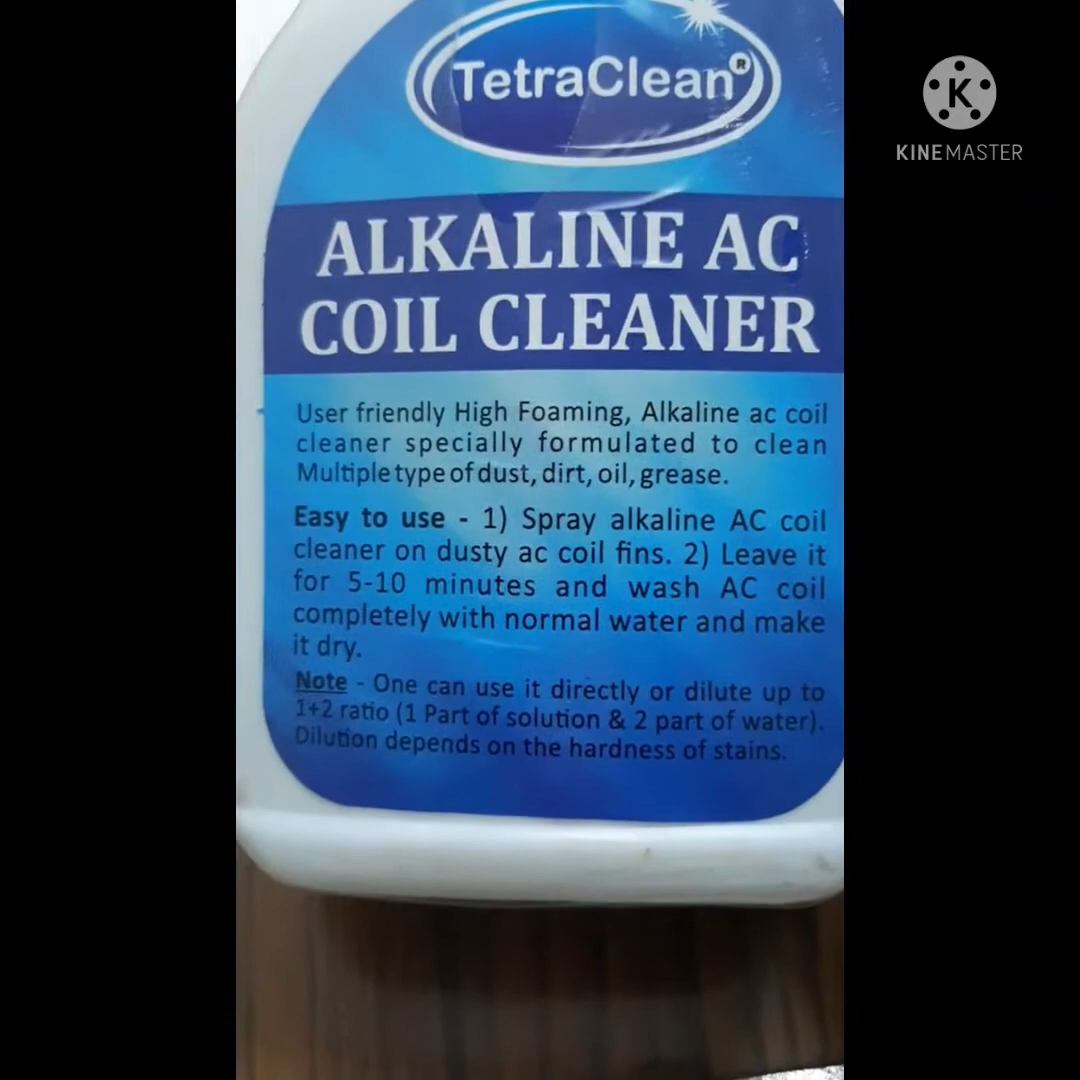 TetraClean®
K
KINEMASTER
ALKALINE AC
COIL CLEANER
User friendly High Foaming, Alkaline ac coil
cleaner specially formulated to clean
Multiple type of dust, dirt, oil, grease.
Easy to use - 1) Spray alkaline AC coil
cleaner on dusty ac coil fins. 2) Leave it
for 5-10 minutes and wash AC coil
completely with normal water and make
it dry.
Note - One can use it directly or dilute up to
1+2 ratio (1 Part of solution & 2 part of water).
Dilution depends on the hardness of stains.